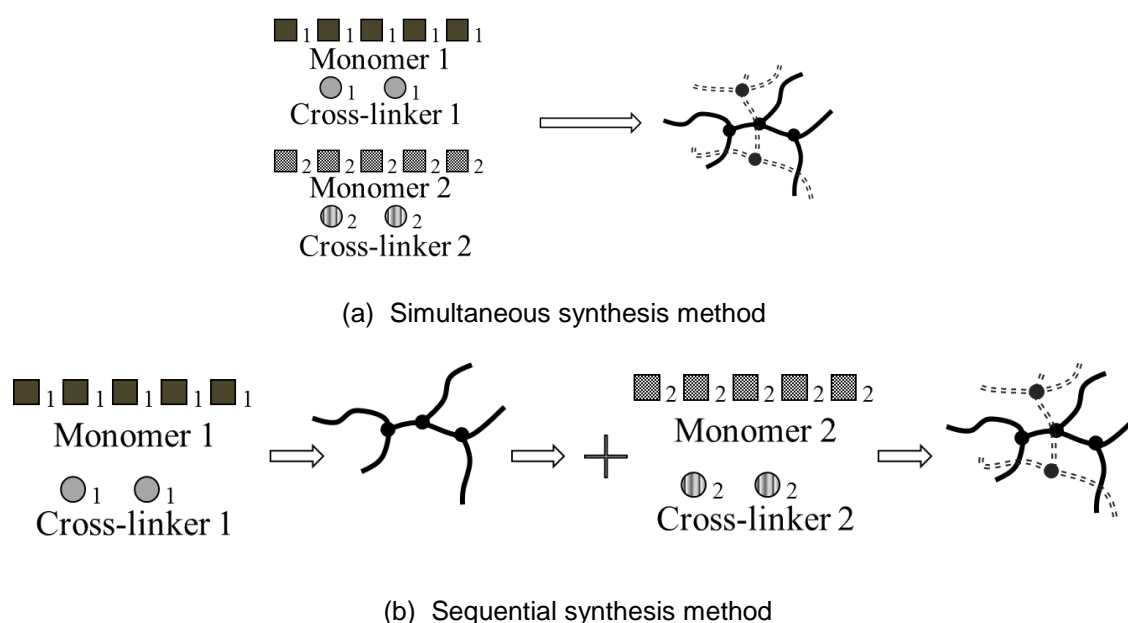 1 1 1 1 1
Monomer 1
1 1
Cross-linker 1
2 2 2 2 2
Monomer 2
2 2
Cross-linker 2
(a) Simultaneous synthesis method
1 1 1 1 1
Monomer 1
1 1
Cross-linker 1
2 2 2 2 2
Monomer 2
2 2
Cross-linker 2
(b) Sequential synthesis method